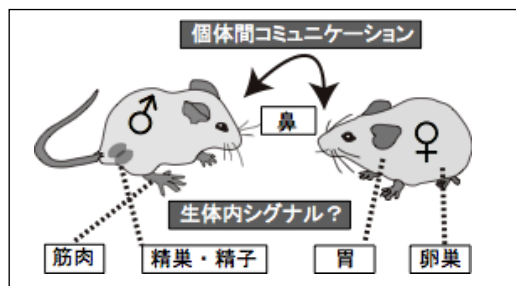 個体間コミュニケーション
♂
鼻
♀
生体内シグナル？
筋肉
精巣・精子
胃
卵巣